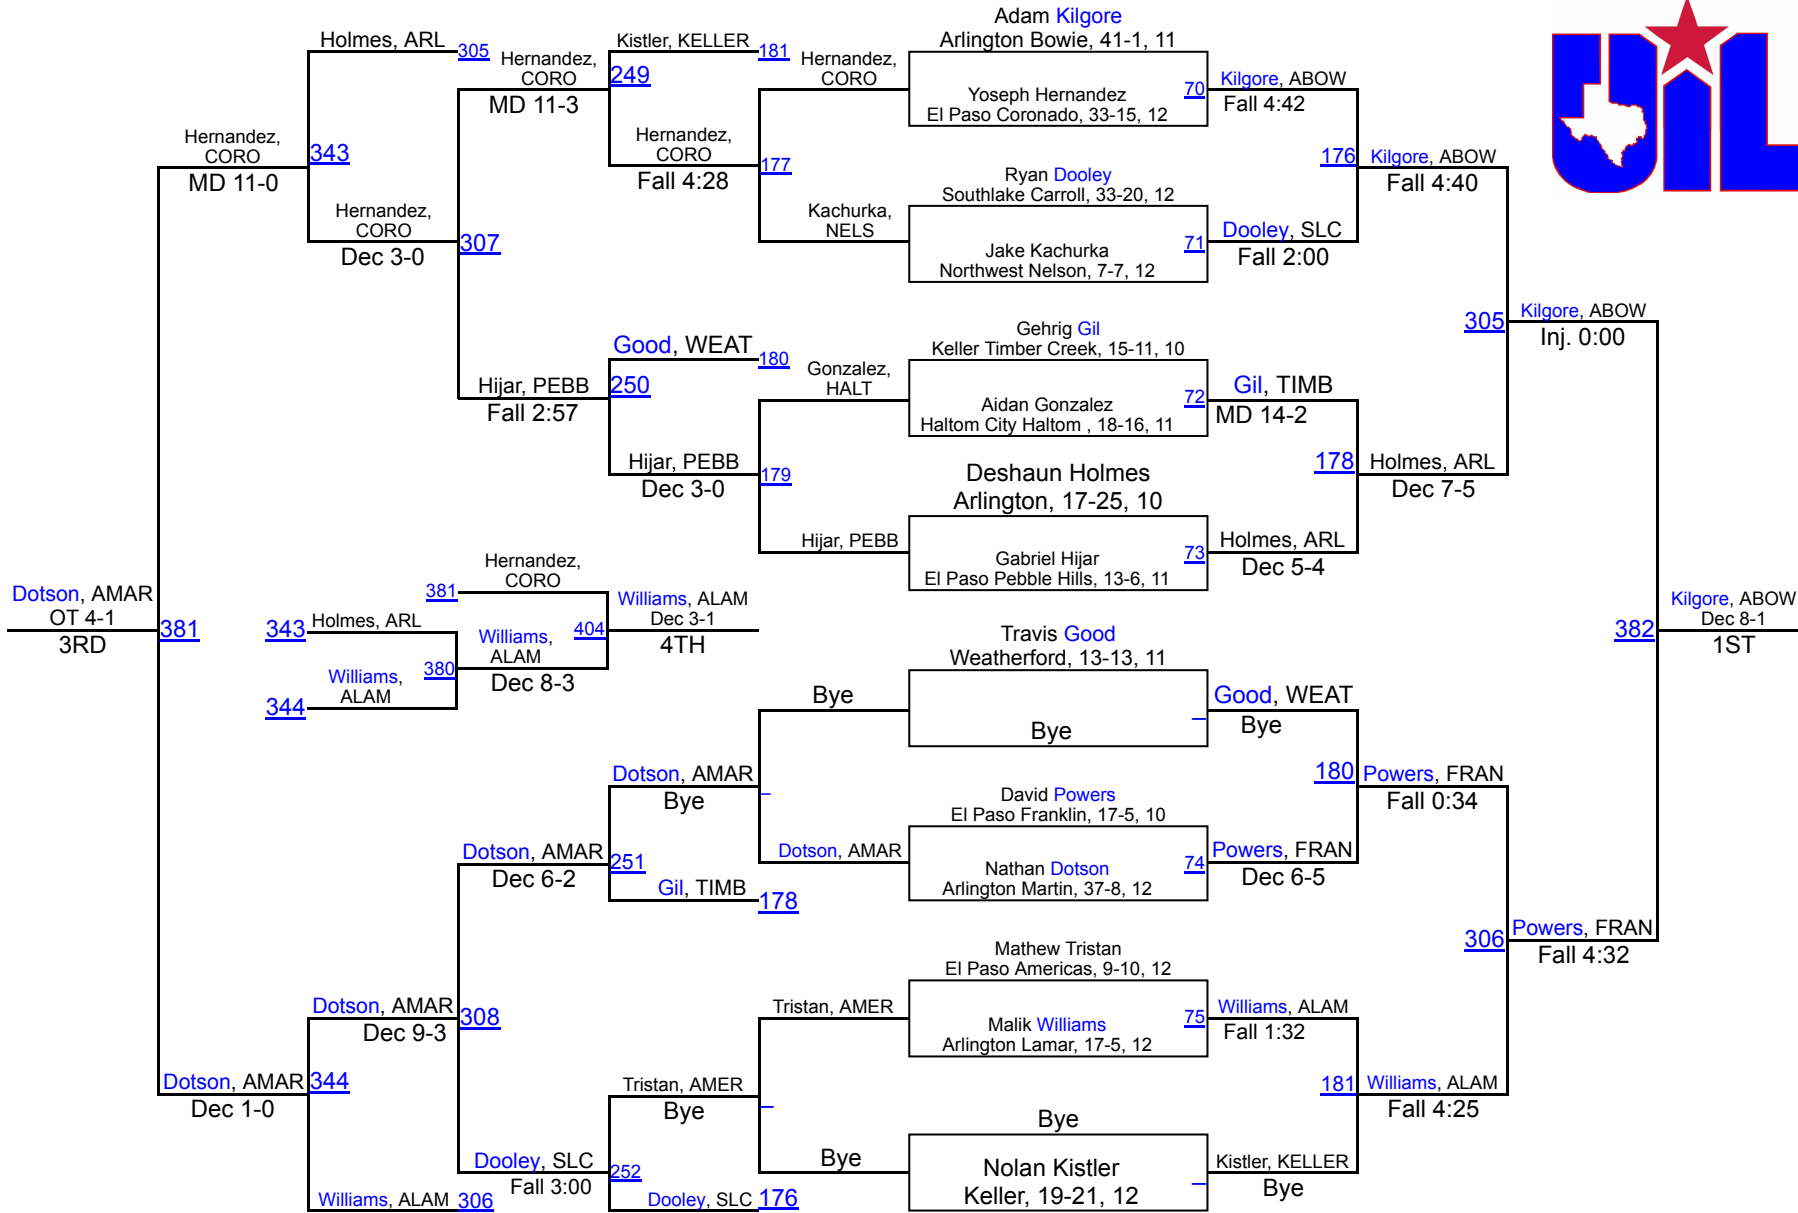 Adam Kilgore
Arlington Bowie, 41-1, 11
Yoseph Hernandez
El Paso Coronado, 33-15, 12
70
Ryan Dooley
Southlake Carroll, 33-20, 12
Jake Kachurka
Northwest Nelson, 7-7, 12
71
Gehrig Gil
Keller Timber Creek, 15-11, 10
Aidan Gonzalez
Haltom City Haltom , 18-16, 11
72
Deshaun Holmes
Arlington, 17-25, 10
Gabriel Hijar
El Paso Pebble Hills, 13-6, 11
73
Travis Good
Weatherford, 13-13, 11
Bye
David Powers
El Paso Franklin, 17-5, 10
Nathan Dotson
Arlington Martin, 37-8, 12
74
Mathew Tristan
El Paso Americas, 9-10, 12
Malik Williams
Arlington Lamar, 17-5, 12
75
Bye
Nolan Kistler
Keller, 19-21, 12
Kilgore, ABOW
Fall 4:42
176
Dooley, SLC
Fall 2:00
Gil, TIMB
MD 14-2
178
Holmes, ARL
Dec 5-4
Good, WEAT
Bye
180
Powers, FRAN
Dec 6-5
Williams, ALAM
Fall 1:32
181
Kistler, KELLER
Bye
Kilgore, ABOW
Fall 4:40
305
Holmes, ARL
Dec 7-5
Powers, FRAN
Fall 0:34
306
Williams, ALAM
Fall 4:25
Kilgore, ABOW
Inj. 0:00
382
Powers, FRAN
Fall 4:32
Kilgore, ABOW
Dec 8-1
1ST
UIL
Hernandez,
CORO
177
Kachurka,
NELS
Gonzalez,
HALT
179
Hijar, PEBB
Bye
Dotson, AMAR
Tristan, AMER
Bye
Kistler, KELLER
181
249
Hernandez,
CORO
Fall 4:28
Good, WEAT
180
250
Hijar, PEBB
Dec 3-0
Dotson, AMAR
Bye
251
Gil, TIMB
178
Tristan, AMER
Bye
252
Dooley, SLC
176
Hernandez,
CORO
MD 11-3
307
Hijar, PEBB
Fall 2:57
Dotson, AMAR
Dec 6-2
308
Dooley, SLC
Fall 3:00
Holmes, ARL
305
343
Hernandez,
CORO
Dec 3-0
Dotson, AMAR
Dec 9-3
344
Williams, ALAM
306
Hernandez,
CORO
MD 11-0
381
Dotson, AMAR
Dec 1-0
Dotson, AMAR
OT 4-1
3RD
343
Holmes, ARL
380
344
Williams,
ALAM
381
Hernandez,
CORO
404
Williams,
ALAM
Dec 8-3
Williams, ALAM
Dec 3-1
4TH